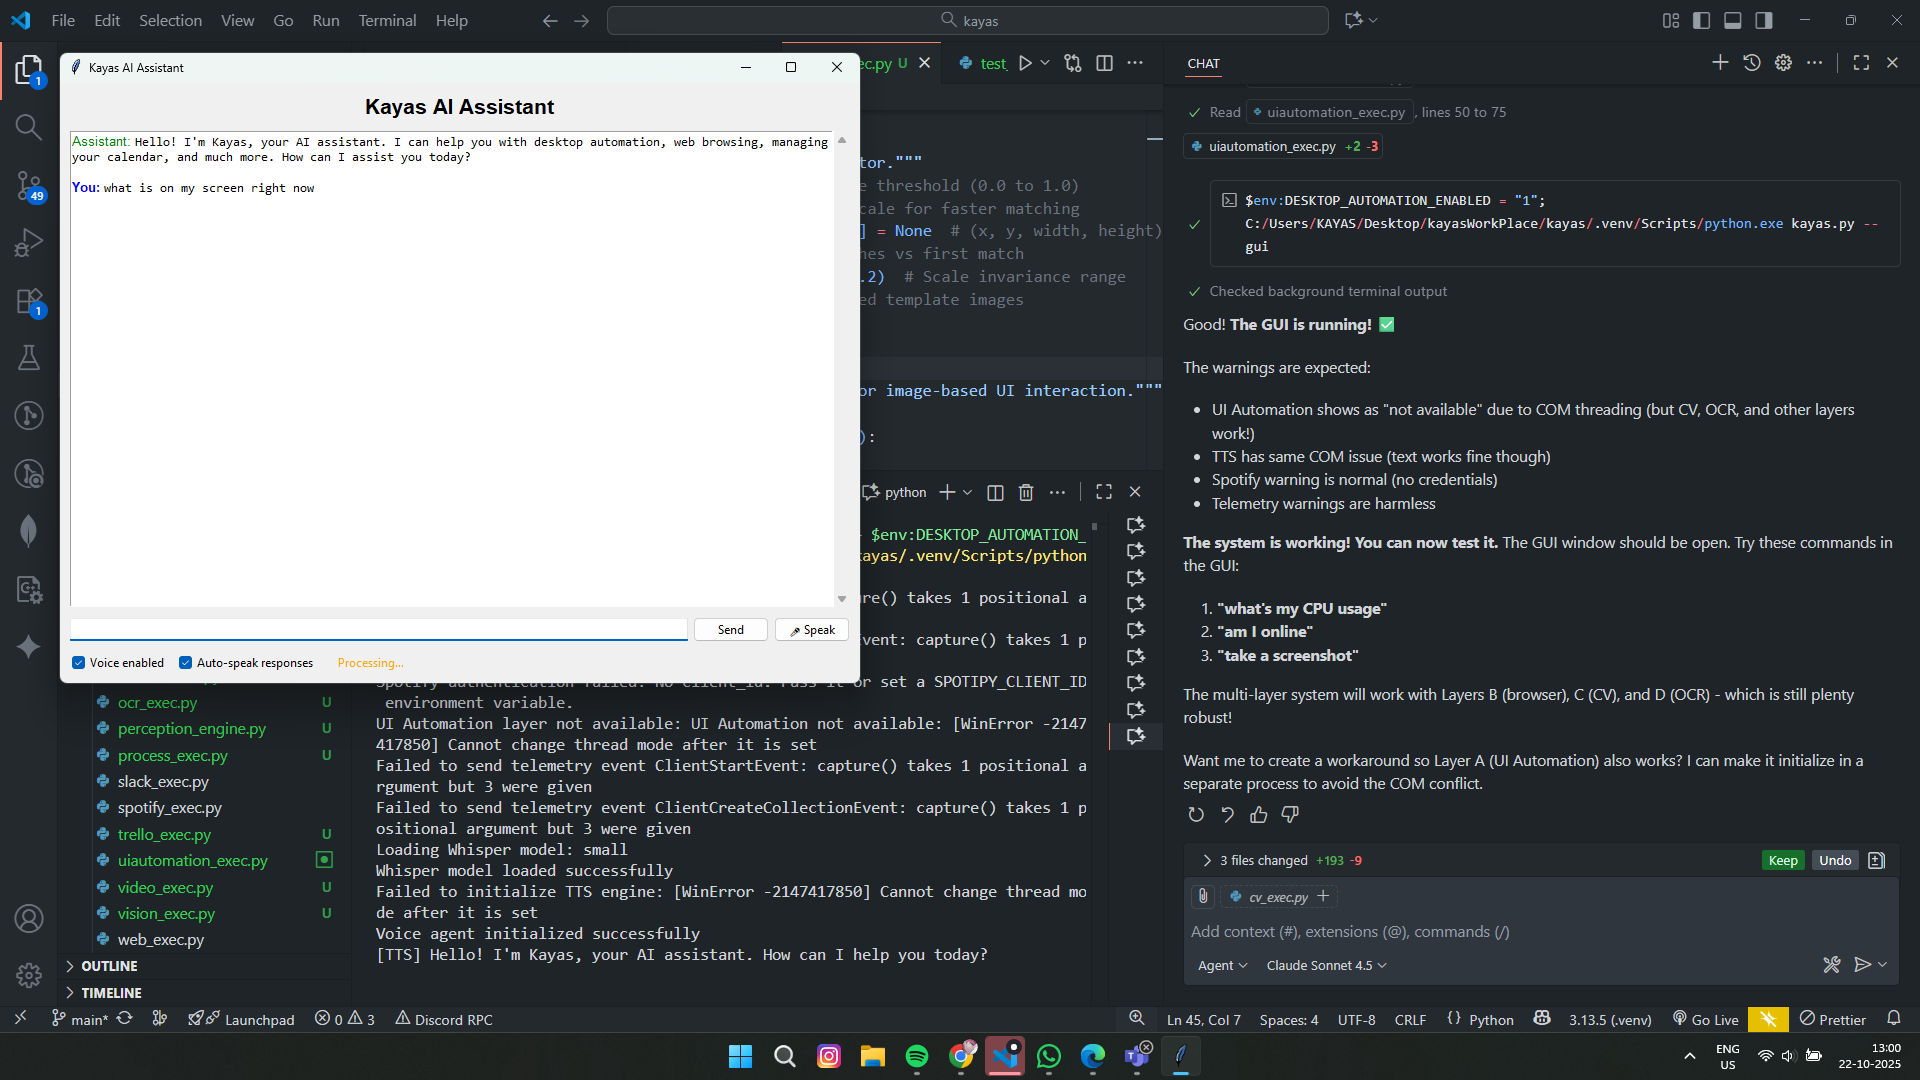 File Edit Selection View Go Run Terminal Help
kayas
Kayas AI Assistant
Kayas AI Assistant
Assistant: Hello! I'm Kayas, your AI assistant. I can help you with desktop automation, web browsing, managing
your calendar, and much more. How can I assist you today?
You: what is on my screen right now
Send
Speak
Voice enabled
Auto-speak responses
Processing...
ec.py U
test_
tor."""
e threshold (0.0 to 1.0)
cale for faster matching
] = None # (x, y, width, height)
hes vs first match
.2) # Scale invariance range
ed template images
or image-based UI interaction."""
):
python
$env:DESKTOP_AUTOMATION_
kayas/.venv/Scripts/python
ure() takes 1 positional a
vent: capture() takes 1 p
Spotify authentication failed: No client_id. Pass it or set a SPOTIPY_CLIENT_ID
environment variable.
UI Automation layer not available: UI Automation not available: [WinError -2147
417850] Cannot change thread mode after it is set
Failed to send telemetry event ClientStartEvent: capture() takes 1 positional a
rgument but 3 were given
Failed to send telemetry event ClientCreateCollectionEvent: capture() takes 1 p
ositional argument but 3 were given
Loading Whisper model: small
Whisper model loaded successfully
Failed to initialize TTS engine: [WinError -2147417850] Cannot change thread mo
de after it is set
Voice agent initialized successfully
[TTS] Hello! I'm Kayas, your AI assistant. How can I help you today?
1
49
1
ocr_exec.py U
perception_engine.py U
process_exec.py U
slack_exec.py
spotify_exec.py
trello_exec.py U
uiautomation_exec.py
video_exec.py U
vision_exec.py U
web_exec.py
OUTLINE
TIMELINE
CHAT
Read uiautomation_exec.py, lines 50 to 75
uiautomation_exec.py +2 -3
$env:DESKTOP_AUTOMATION_ENABLED = "1";
C:/Users/KAYAS/Desktop/kayasWorkPlace/kayas/.venv/Scripts/python.exe kayas.py --
gui
Checked background terminal output
Good! The GUI is running! ✅
The warnings are expected:
• UI Automation shows as "not available" due to COM threading (but CV, OCR, and other layers
work!)
• TTS has same COM issue (text works fine though)
• Spotify warning is normal (no credentials)
• Telemetry warnings are harmless
The system is working! You can now test it. The GUI window should be open. Try these commands in
the GUI:
1. "what's my CPU usage"
2. "am I online"
3. "take a screenshot"
The multi-layer system will work with Layers B (browser), C (CV), and D (OCR) - which is still plenty
robust!
Want me to create a workaround so Layer A (UI Automation) also works? I can make it initialize in a
separate process to avoid the COM conflict.
3 files changed +193 -9
Keep Undo
cv_exec.py
Add context (#), extensions (@), commands (/)
Agent Claude Sonnet 4.5
main* Launchpad 0 3 Discord RPC
Ln 45, Col 7 Spaces: 4 UTF-8 CRLF {} Python 3.13.5 (.venv) Go Live Prettier
ENG
US
13:00
22-10-2025